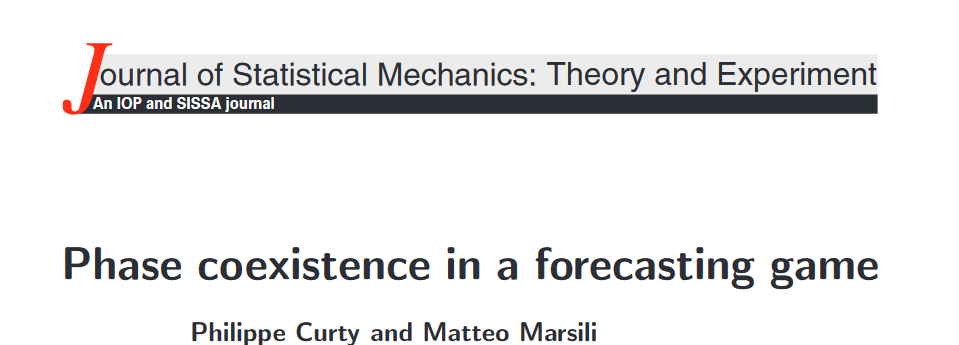 Journal of Statistical Mechanics: Theory and Experiment
An IOP and SISSA journal
Phase coexistence in a forecasting game
Philippe Curty and Matteo Marsili